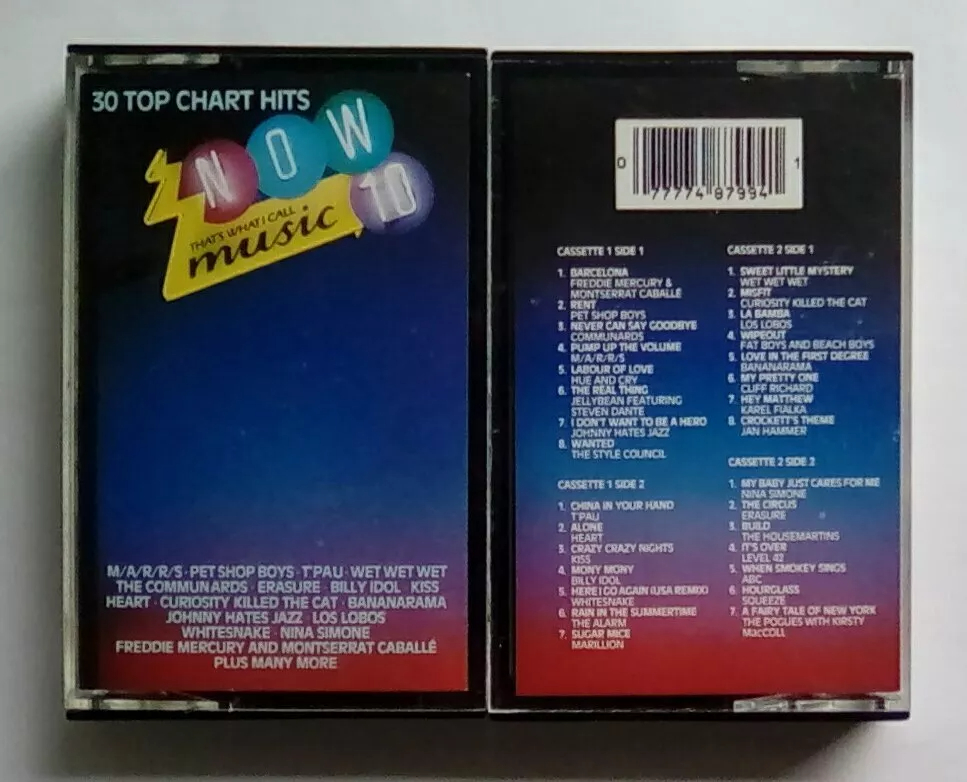 30 TOP CHART HITS
NOW
10
THAT'S WHAT I CALL
music
M/A/R/R/S · PET SHOP BOYS · T'PAU · WET WET WET
THE COMMUNARDS · ERASURE · BILLY IDOL · KISS
HEART · CURIOSITY KILLED THE CAT · BANANARAMA
JOHNNY HATES JAZZ · LOS LOBOS
WHITESNAKE · NINA SIMONE
FREDDIE MERCURY AND MONTSERRAT CABALLÉ
PLUS MANY MORE
0 77774 87994 1
CASSETTE 1 SIDE 1
1. BARCELONA
FREDDIE MERCURY &
MONTSERRAT CABALLÉ
2. RENT
PET SHOP BOYS
3. NEVER CAN SAY GOODBYE
COMMUNARDS
4. PUMP UP THE VOLUME
M/A/R/R/S
5. LABOUR OF LOVE
HUE AND CRY
6. THE REAL THING
JELLYBEAN FEATURING
STEVEN DANTE
7. I DON'T WANT TO BE A HERO
JOHNNY HATES JAZZ
8. WANTED
THE STYLE COUNCIL
CASSETTE 1 SIDE 2
1. CHINA IN YOUR HAND
T'PAU
2. ALONE
HEART
3. CRAZY CRAZY NIGHTS
KISS
4. MONY MONY
BILLY IDOL
5. HERE I GO AGAIN (USA REMIX)
WHITESNAKE
6. RAIN IN THE SUMMERTIME
THE ALARM
7. SUGAR MICE
MARILLION
CASSETTE 2 SIDE 1
1. SWEET LITTLE MYSTERY
WET WET WET
2. MISFIT
CURIOSITY KILLED THE CAT
3. LA BAMBA
LOS LOBOS
4. WIPEOUT
FAT BOYS AND BEACH BOYS
5. LOVE IN THE FIRST DEGREE
BANANARAMA
6. MY PRETTY ONE
CLIFF RICHARD
7. HEY MATTHEW
KAREL FIALKA
8. CROCKETT'S THEME
JAN HAMMER
CASSETTE 2 SIDE 2
1. MY BABY JUST CARES FOR ME
NINA SIMONE
2. THE CIRCUS
ERASURE
3. BUILD
THE HOUSEMARTINS
4. IT'S OVER
LEVEL 42
5. WHEN SMOKEY SINGS
ABC
6. HOURGLASS
SQUEEZE
7. A FAIRY TALE OF NEW YORK
THE POGUES WITH KIRSTY
MacCOLL